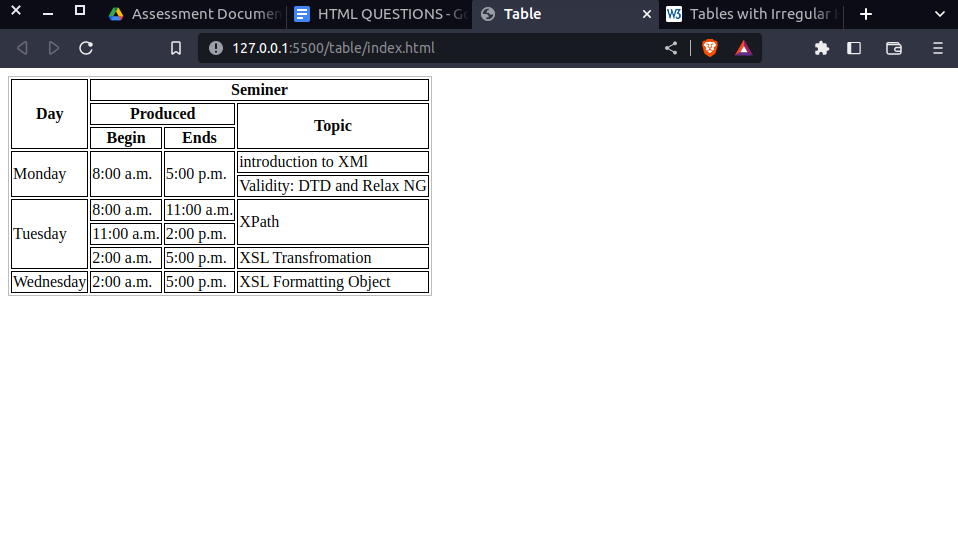 Assessment Documen
HTML QUESTIONS - Go
Table
W3 Tables with Irregular H
127.0.0.1:5500/table/index.html
Day Seminer
Produced Topic
Begin Ends
Monday 8:00 a.m. 5:00 p.m. introduction to XMl
Validity: DTD and Relax NG
Tuesday 8:00 a.m. 11:00 a.m. XPath
11:00 a.m. 2:00 p.m.
2:00 a.m. 5:00 p.m. XSL Transfromation
Wednesday 2:00 a.m. 5:00 p.m. XSL Formatting Object